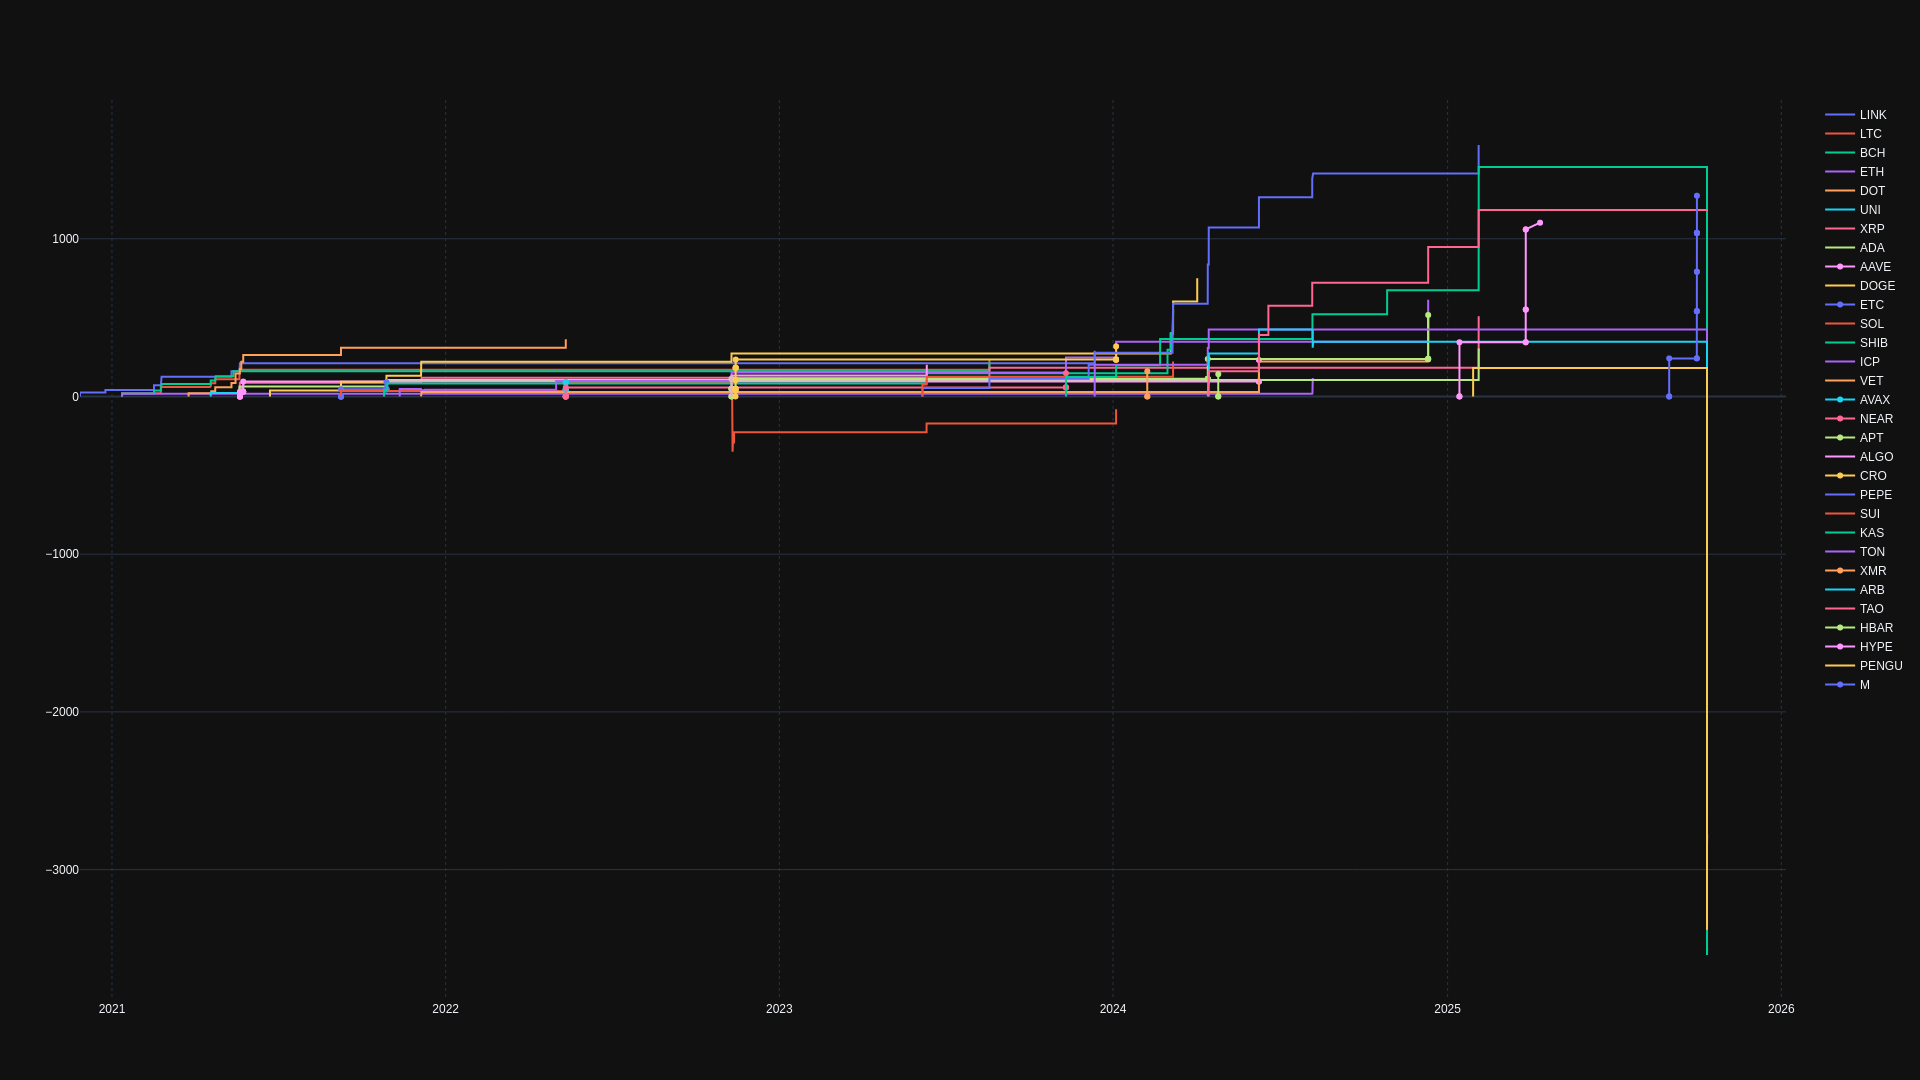 1000
0
−1000
−2000
−3000
2021
2022
2023
2024
2025
2026
LINK
LTC
BCH
ETH
DOT
UNI
XRP
ADA
AAVE
DOGE
ETC
SOL
SHIB
ICP
VET
AVAX
NEAR
APT
ALGO
CRO
PEPE
SUI
KAS
TON
XMR
ARB
TAO
HBAR
HYPE
PENGU
M